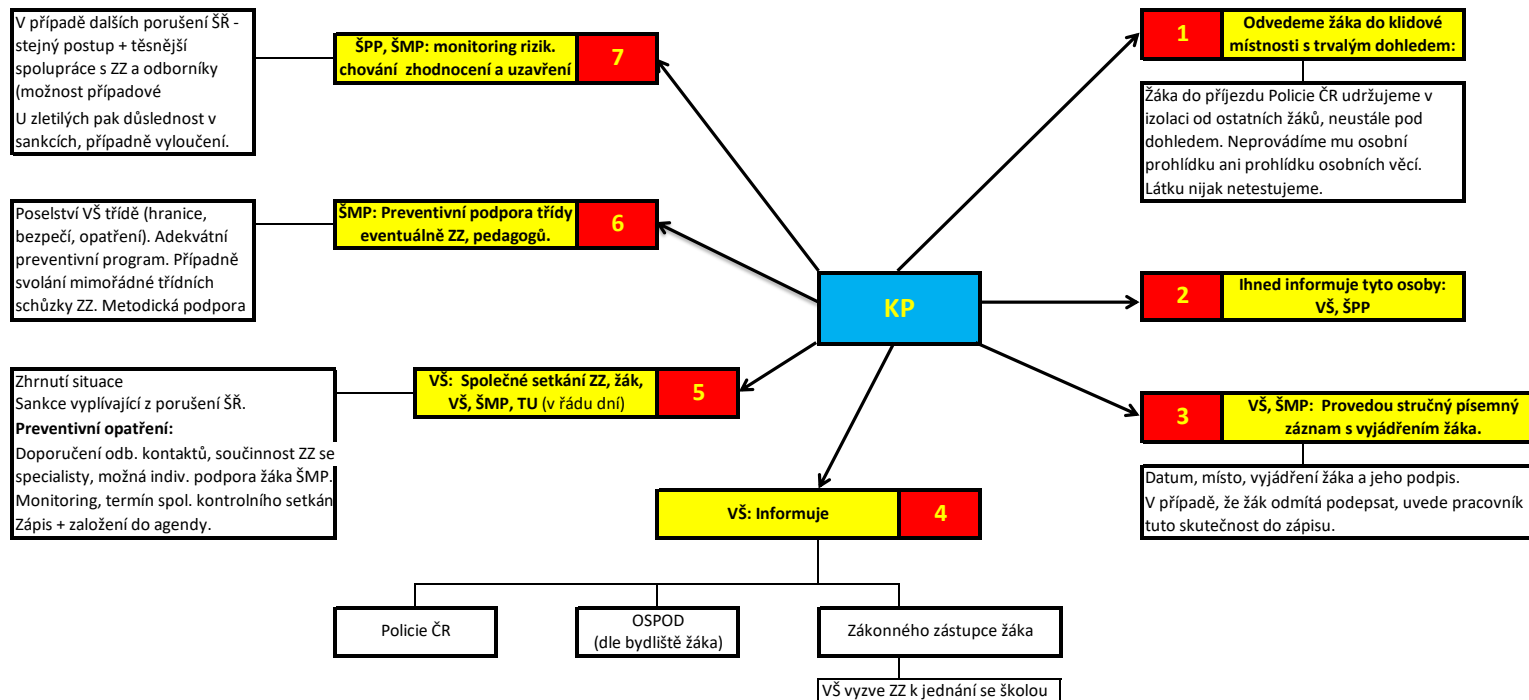 KP
1
Odvedeme žáka do klidové
místnosti s trvalým dohledem:
Žáka do příjezdu Policie ČR udržujeme v
izolaci od ostatních žáků, neustále pod
dohledem. Neprovádíme mu osobní
prohlídku ani prohlídku osobních věcí.
Látku nijak netestujeme.
2
Ihned informuje tyto osoby:
VŠ, ŠPP
3
VŠ, ŠMP:  Provedou stručný písemný
záznam s vyjádřením žáka.
Datum, místo, vyjádření žáka a jeho podpis.
V případě, že žák odmítá podepsat, uvede pracovník
tuto skutečnost do zápisu.
VŠ: Informuje
4
Policie ČR
OSPOD
(dle bydliště žáka)
Zákonného zástupce žáka
VŠ vyzve ZZ k jednání se školou
VŠ:  Společné setkání ZZ, žák,
VŠ, ŠMP, TU (v řádu dní)
5
Zhrnutí situace
Sankce vyplívající z porušení ŠŘ.
Preventivní opatření:
Doporučení odb. kontaktů, součinnost ZZ se
specialisty, možná indiv. podpora žáka ŠMP.
Monitoring, termín spol. kontrolního setkán
Zápis + založení do agendy.
ŠMP: Preventivní podpora třídy
eventuálně ZZ, pedagogů.
6
Poselství VŠ třídě (hranice,
bezpečí, opatření). Adekvátní
preventivní program. Případně
svolání mimořádné třídních
schůzky ZZ. Metodická podpora
ŠPP, ŠMP: monitoring rizik.
chování  zhodnocení a uzavření
7
V případě dalších porušení ŠŘ -
stejný postup + těsnější
spolupráce s ZZ a odborníky
(možnost případové
U zletilých pak důslednost v
sankcích, případně vyloučení.